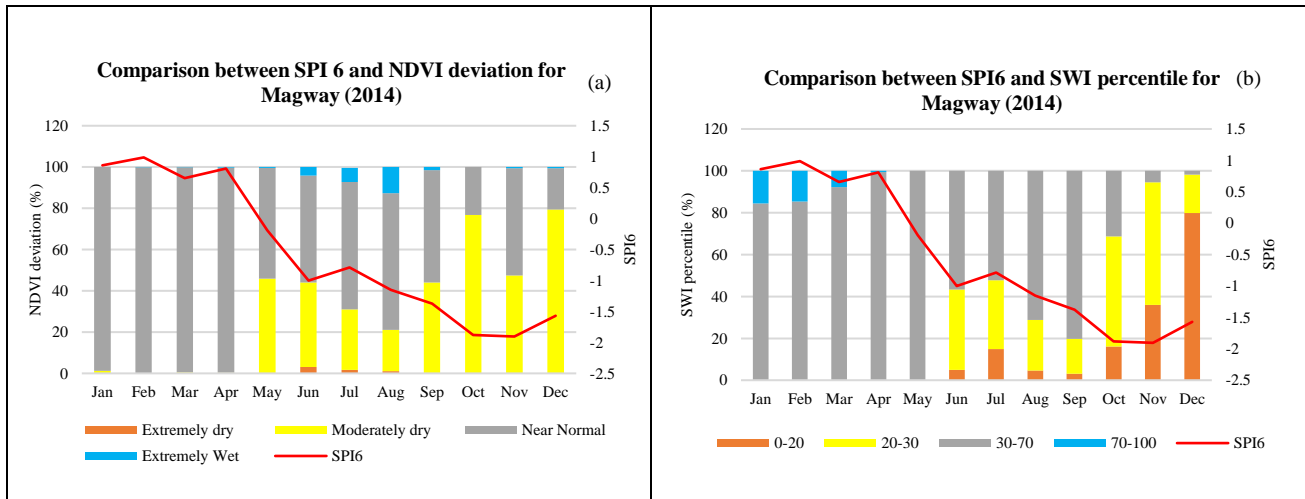 Comparison between SPI 6 and NDVI deviation for
Magway (2014)
(a)
NDVI deviation (%)
120
100
80
60
40
20
0
1.5
1
0.5
0
-0.5
-1
-1.5
-2
-2.5
SPI6
Jan Feb Mar Apr May Jun Jul Aug Sep Oct Nov Dec
Extremely dry Moderately dry Near Normal
Extremely Wet SPI6
Comparison between SPI6 and SWI percentile for
Magway (2014)
(b)
SWI percentile (%)
120
100
80
60
40
20
0
1.5
1
0.5
0
-0.5
-1
-1.5
-2
-2.5
SPI6
Jan Feb Mar Apr May Jun Jul Aug Sep Oct Nov Dec
0-20 20-30 30-70 70-100 SPI6